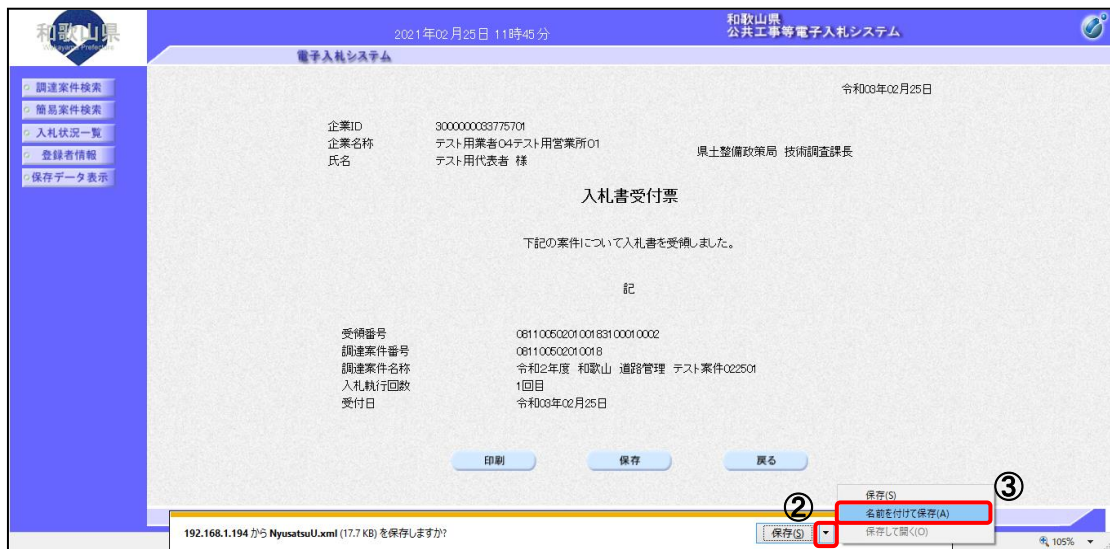 和歌山県
Wakayama Prefecture
2021年02月25日 11時45分
和歌山県
公共工事等電子入札システム
電子入札システム
調達案件検索
簡易案件検索
入札状況一覧
登録者情報
保存データ表示
令和03年02月25日
企業ID 3000000033775701
企業名称 テスト用業者04テスト用営業所01
氏名 テスト用代表者 様
県土整備政策局 技術調査課長
入札書受付票
下記の案件について入札書を受領しました。
記
受領番号 081100502010018310001 0002
調達案件番号 081100502010018
調達案件名称 令和2年度 和歌山 道路管理 テスト案件022501
入札執行回数 1回目
受付日 令和03年02月25日
印刷 保存 戻る
保存(S)
③
名前を付けて保存(A)
②
192.168.1.194 から NyusatsuU.xml (17.7 KB) を保存しますか?
保存(S)
保存して開く(O)
105%